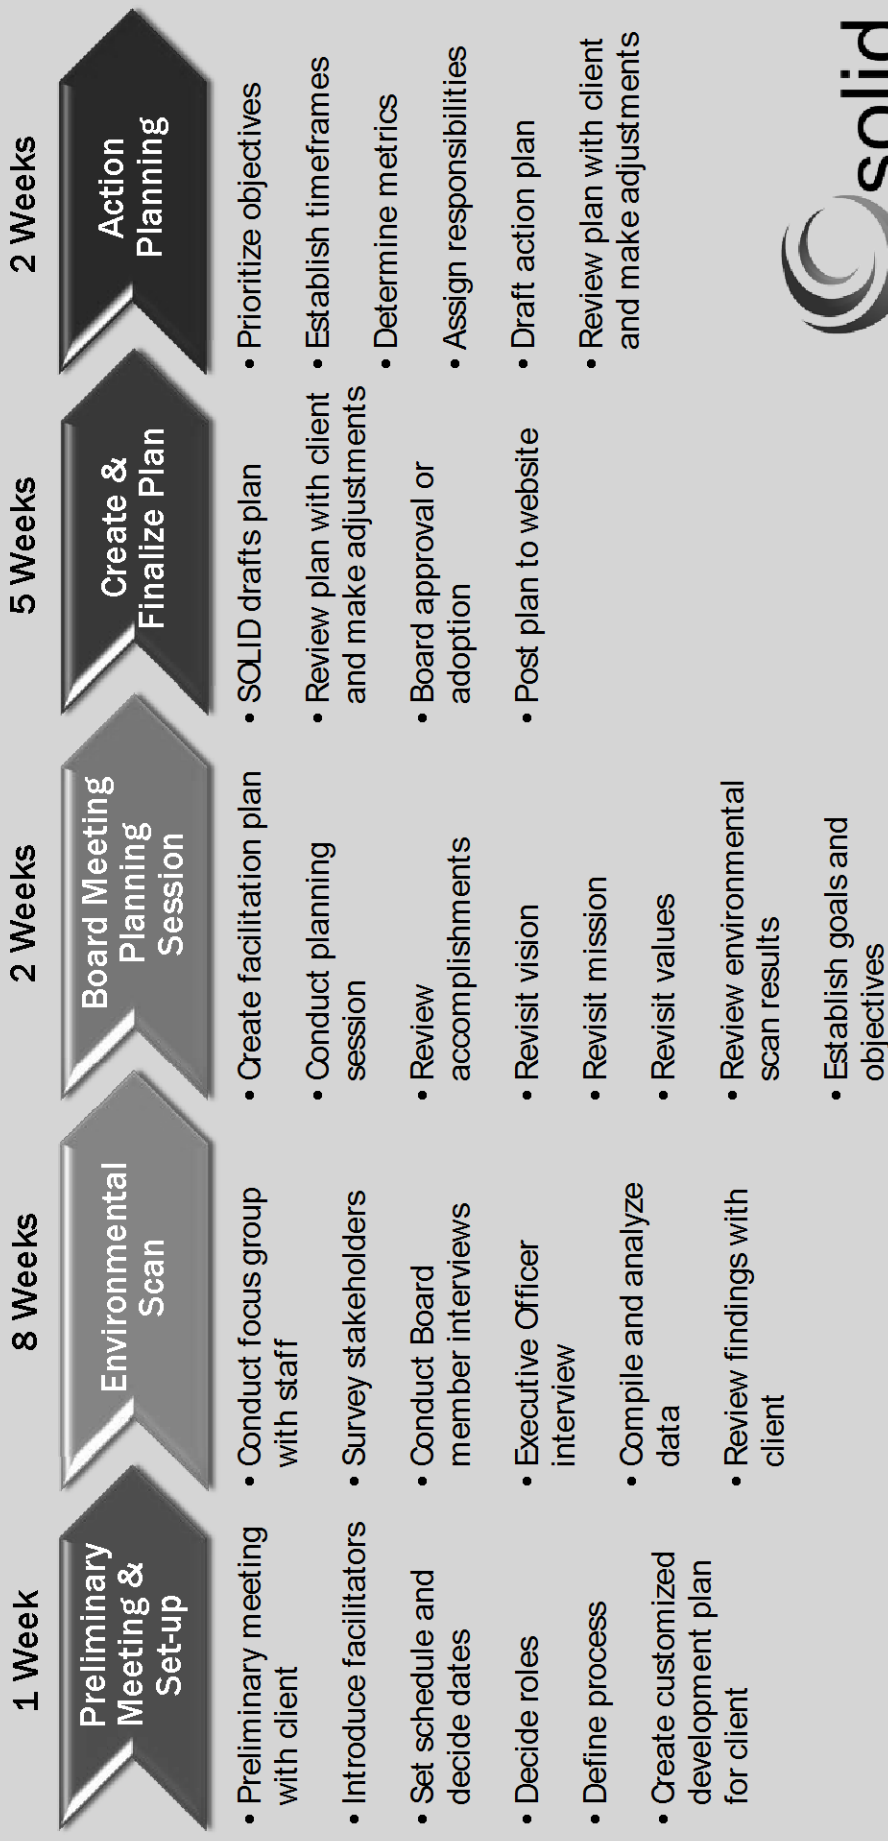 1 Week
Preliminary
Meeting &
Set-up
• Preliminary meeting
with client
• Introduce facilitators
• Set schedule and
decide dates
• Decide roles
• Define process
• Create customized
development plan
for client
8 Weeks
Environmental
Scan
• Conduct focus group
with staff
• Survey stakeholders
• Conduct Board
member interviews
• Executive Officer
interview
• Compile and analyze
data
• Review findings with
client
2 Weeks
Board Meeting
Planning
Session
• Create facilitation plan
• Conduct planning
session
• Review
accomplishments
• Revisit vision
• Revisit mission
• Revisit values
• Review environmental
scan results
• Establish goals and
objectives
5 Weeks
Create &
Finalize Plan
• SOLID drafts plan
• Review plan with client
and make adjustments
• Board approval or
adoption
• Post plan to website
2 Weeks
Action
Planning
• Prioritize objectives
• Establish timeframes
• Determine metrics
• Assign responsibilities
• Draft action plan
• Review plan with client
and make adjustments
solid